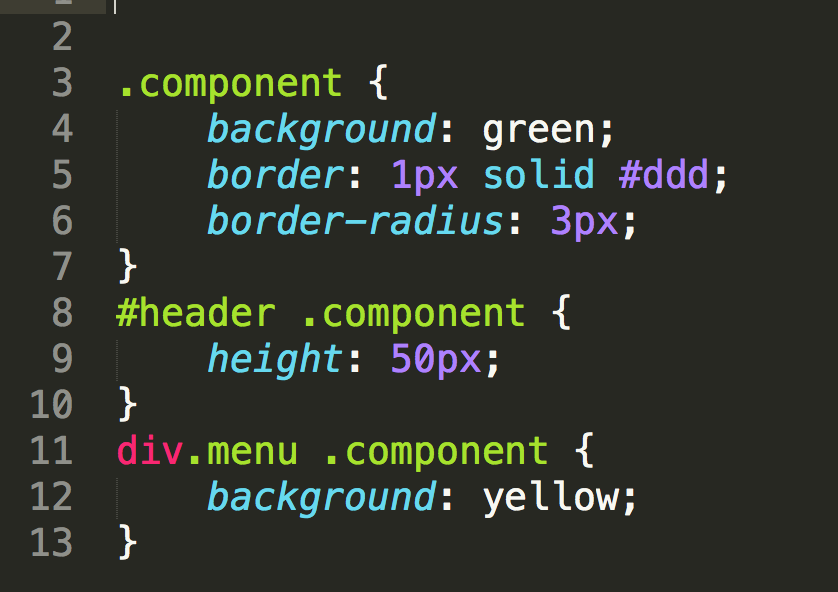 2
3 .component {
4 background: green;
5 border: 1px solid #ddd;
6 border-radius: 3px;
7 }
8 #header .component {
9 height: 50px;
10 }
11 div.menu .component {
12 background: yellow;
13 }